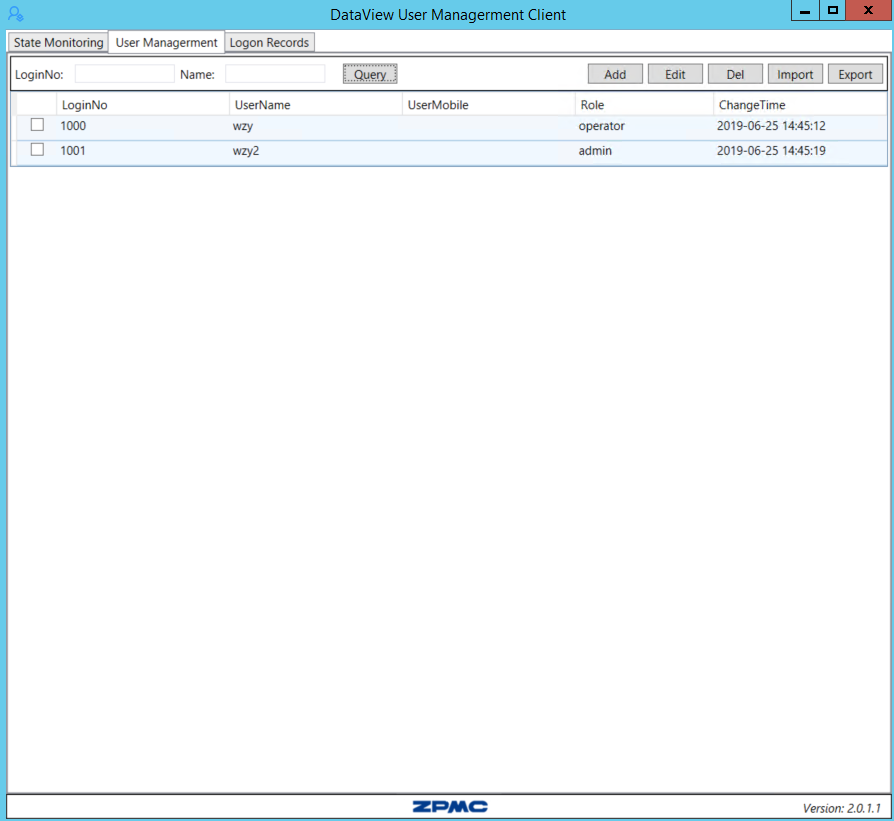 DataView User Management Client
State Monitoring User Managerment Logon Records
LoginNo: Name: Query Add Edit Del Import Export
LoginNo UserName UserMobile Role ChangeTime
1000 wzy operator 2019-06-25 14:45:12
1001 wzy2 admin 2019-06-25 14:45:19
ZPMC Version: 2.0.1.1